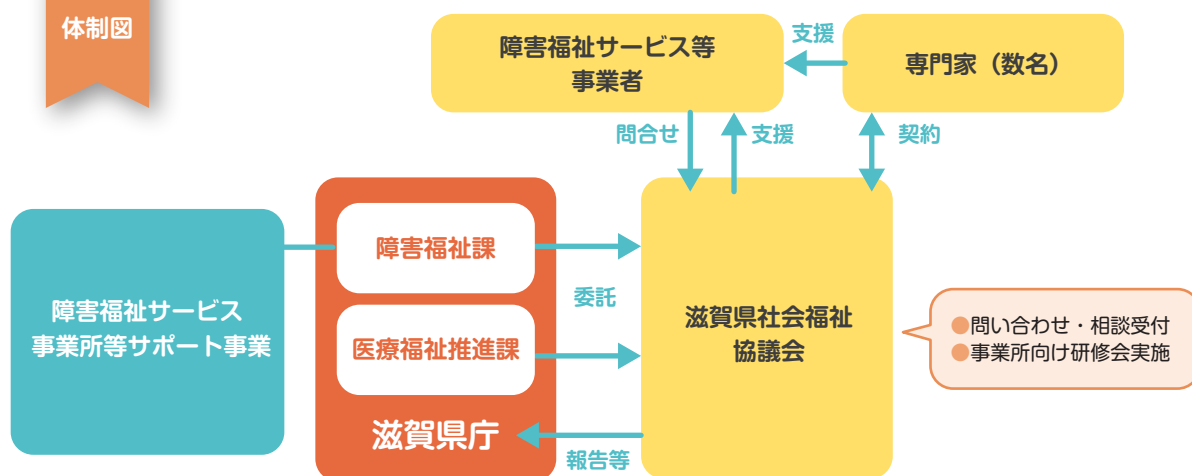 体制図
障害福祉サービス等
事業者
支援
専門家（数名）
問合せ
支援
契約
障害福祉サービス
事業所等サポート事業
障害福祉課
医療福祉推進課
滋賀県庁
委託
報告等
滋賀県社会福祉
協議会
●問い合わせ・相談受付
●事業所向け研修会実施